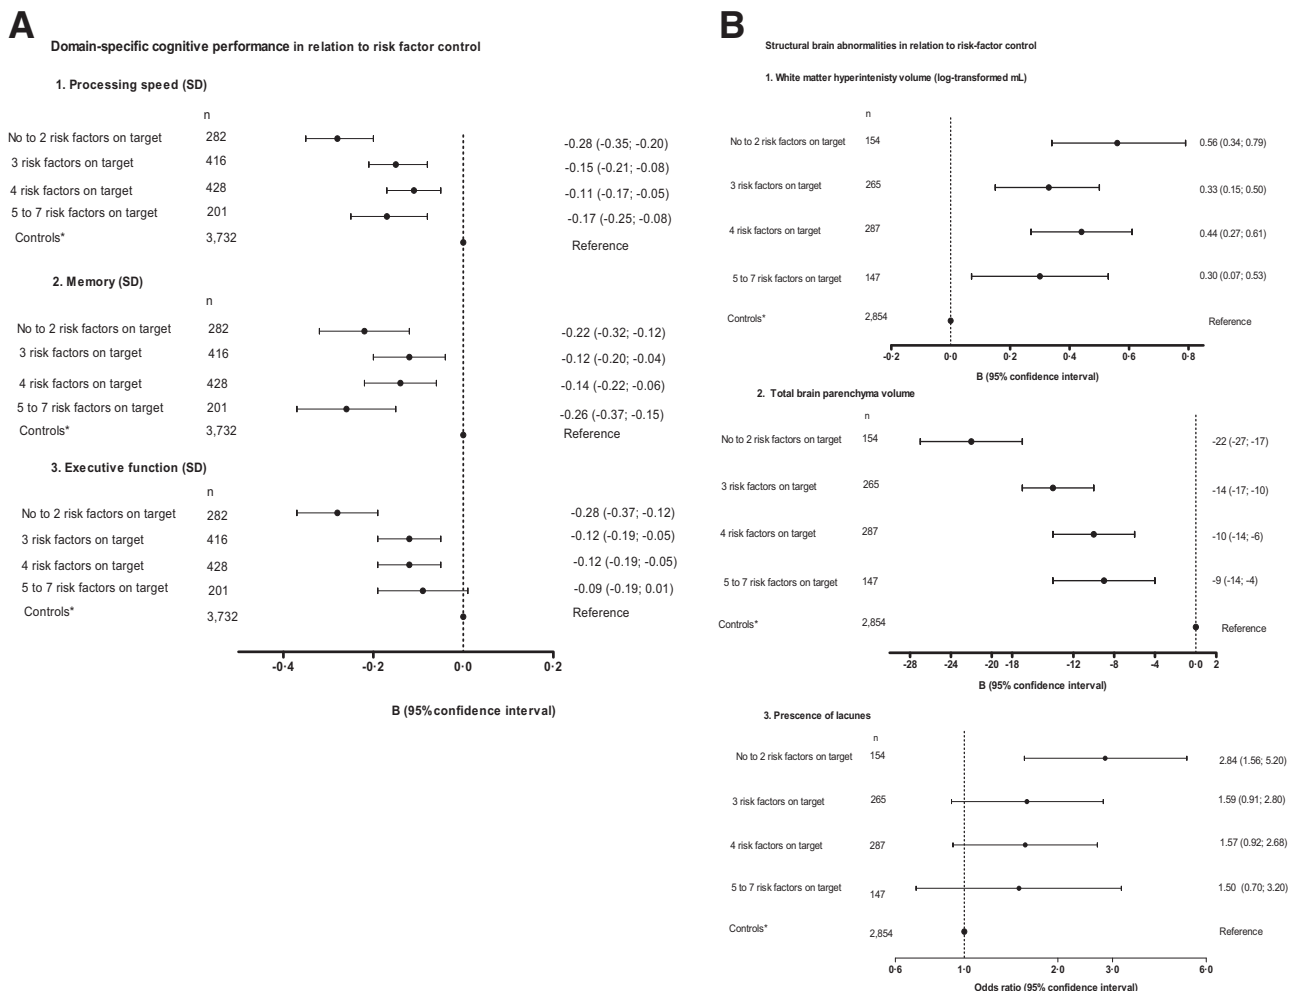 A
Domain-specific cognitive performance in relation to risk factor control
1. Processing speed (SD)
n
No to 2 risk factors on target 282 -0.28 (-0.35; -0.20)
3 risk factors on target 416 -0.15 (-0.21; -0.08)
4 risk factors on target 428 -0.11 (-0.17; -0.05)
5 to 7 risk factors on target 201 -0.17 (-0.25; -0.08)
Controls* 3,732 Reference
2. Memory (SD)
n
No to 2 risk factors on target 282 -0.22 (-0.32; -0.12)
3 risk factors on target 416 -0.12 (-0.20; -0.04)
4 risk factors on target 428 -0.14 (-0.22; -0.06)
5 to 7 risk factors on target 201 -0.26 (-0.37; -0.15)
Controls* 3,732 Reference
3. Executive function (SD)
n
No to 2 risk factors on target 282 -0.28 (-0.37; -0.12)
3 risk factors on target 416 -0.12 (-0.19; -0.05)
4 risk factors on target 428 -0.12 (-0.19; -0.05)
5 to 7 risk factors on target 201 -0.09 (-0.19; 0.01)
Controls* 3,732 Reference
-0·4 -0·2 0·0 0·2
B (95% confidence interval)
B
Structural brain abnormalities in relation to risk-factor control
1. White matter hyperintenisty volume (log-transformed mL)
n
No to 2 risk factors on target 154 0.56 (0.34; 0.79)
3 risk factors on target 265 0.33 (0.15; 0.50)
4 risk factors on target 287 0.44 (0.27; 0.61)
5 to 7 risk factors on target 147 0.30 (0.07; 0.53)
Controls* 2,854 Reference
-0·2 0·0 0·2 0·4 0·6 0·8
B (95% confidence interval)
2. Total brain parenchyma volume
n
No to 2 risk factors on target 154 -22 (-27; -17)
3 risk factors on target 265 -14 (-17; -10)
4 risk factors on target 287 -10 (-14; -6)
5 to 7 risk factors on target 147 -9 (-14; -4)
Controls* 2,854 Reference
-28 -24 -20 -18 -12 -8 -4 0·0 2
B (95% confidence interval)
3. Prescence of lacunes
n
No to 2 risk factors on target 154 2.84 (1.56; 5.20)
3 risk factors on target 265 1.59 (0.91; 2.80)
4 risk factors on target 287 1.57 (0.92; 2.68)
5 to 7 risk factors on target 147 1.50 (0.70; 3.20)
Controls* 2,854 Reference
0·6 1·0 2·0 3·0 6·0
Odds ratio (95% confidence interval)